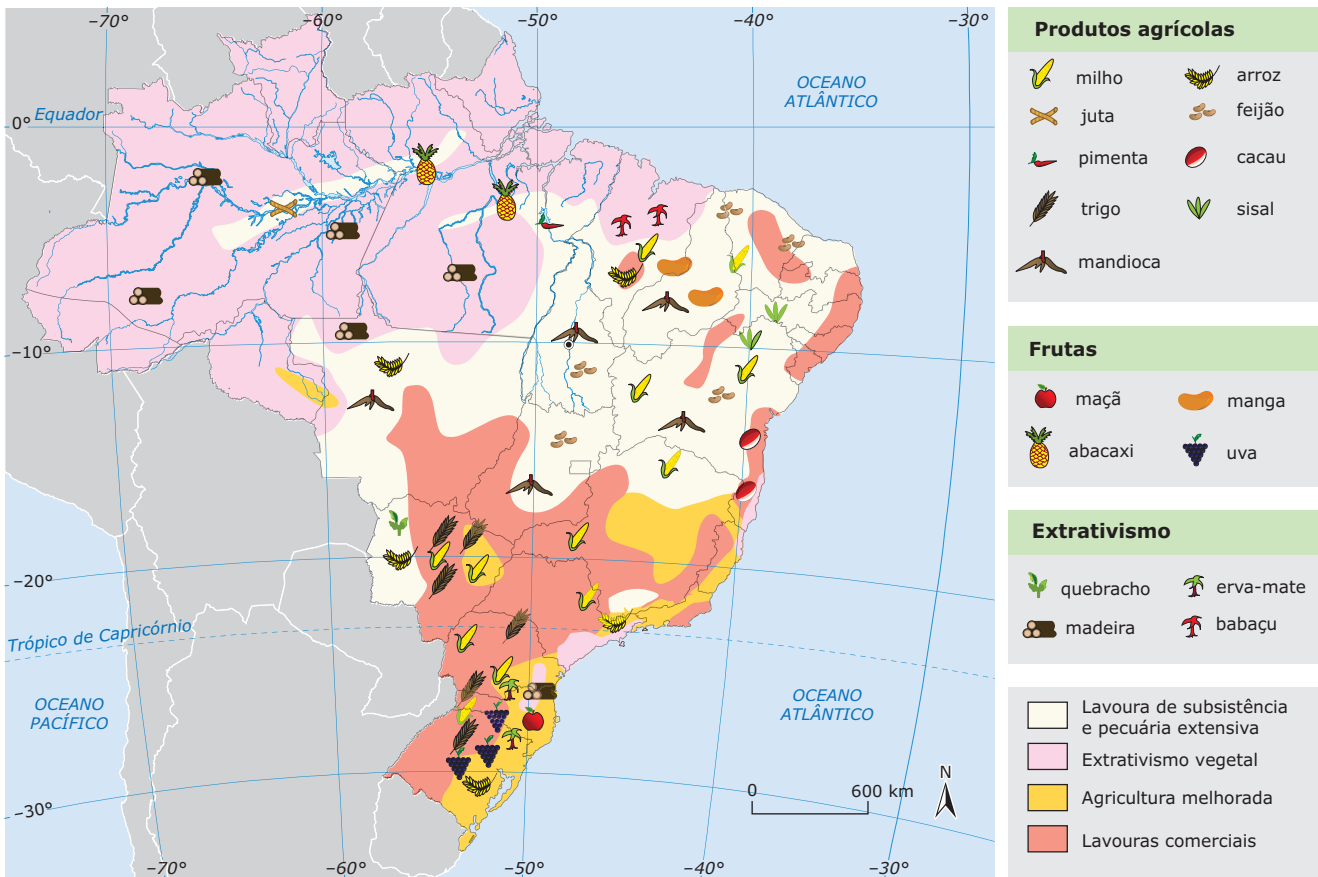 −70°
−60°
−50°
−40°
−30°
OCEANO
ATLÂNTICO
Equador
0°
−10°
−20°
Trópico de Capricórnio
OCEANO
PACÍFICO
OCEANO
ATLÂNTICO
−30°
N
0
600 km
−70°
−60°
−50°
−40°
−30°
Produtos agrícolas
milho
arroz
juta
feijão
pimenta
cacau
trigo
sisal
mandioca
Frutas
maçã
manga
abacaxi
uva
Extrativismo
quebracho
erva-mate
madeira
babaçu
Lavoura de subsistência
e pecuária extensiva
Extrativismo vegetal
Agricultura melhorada
Lavouras comerciais